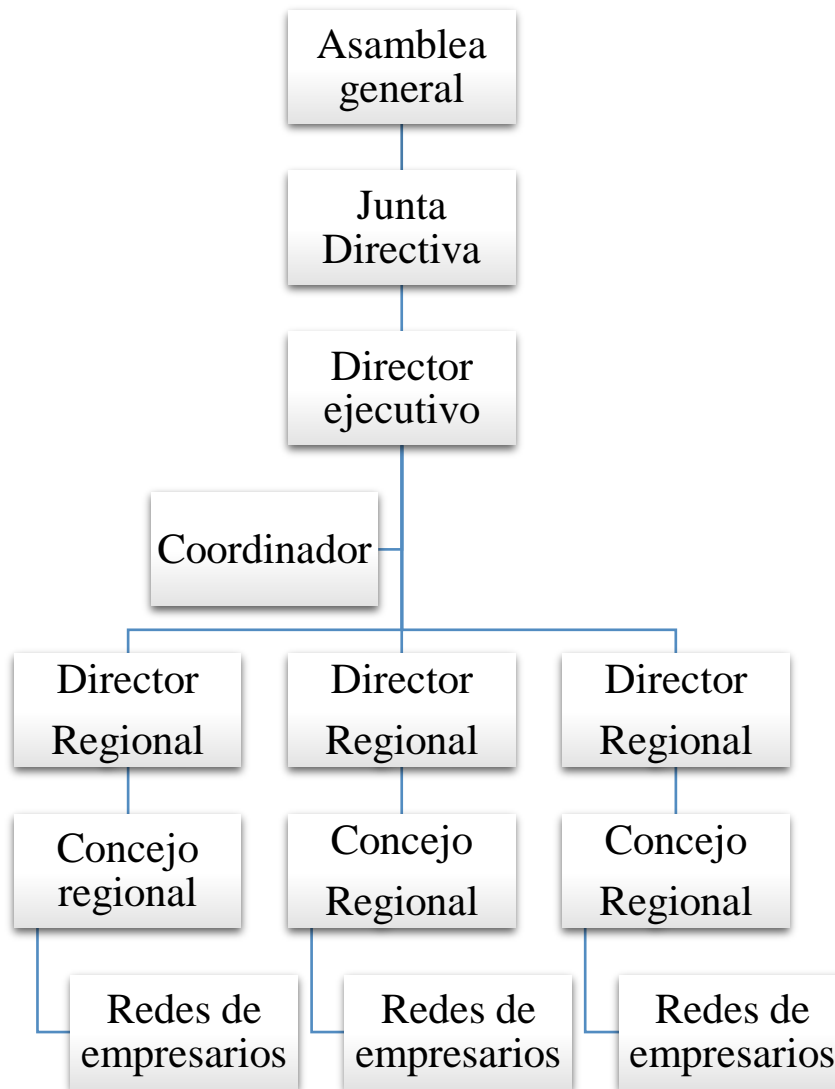 Asamblea
general
Junta
Directiva
Director
ejecutivo
Coordinador
Director
Regional
Director
Regional
Director
Regional
Concejo
regional
Concejo
Regional
Concejo
Regional
Redes de
empresarios
Redes de
empresarios
Redes de
empresarios